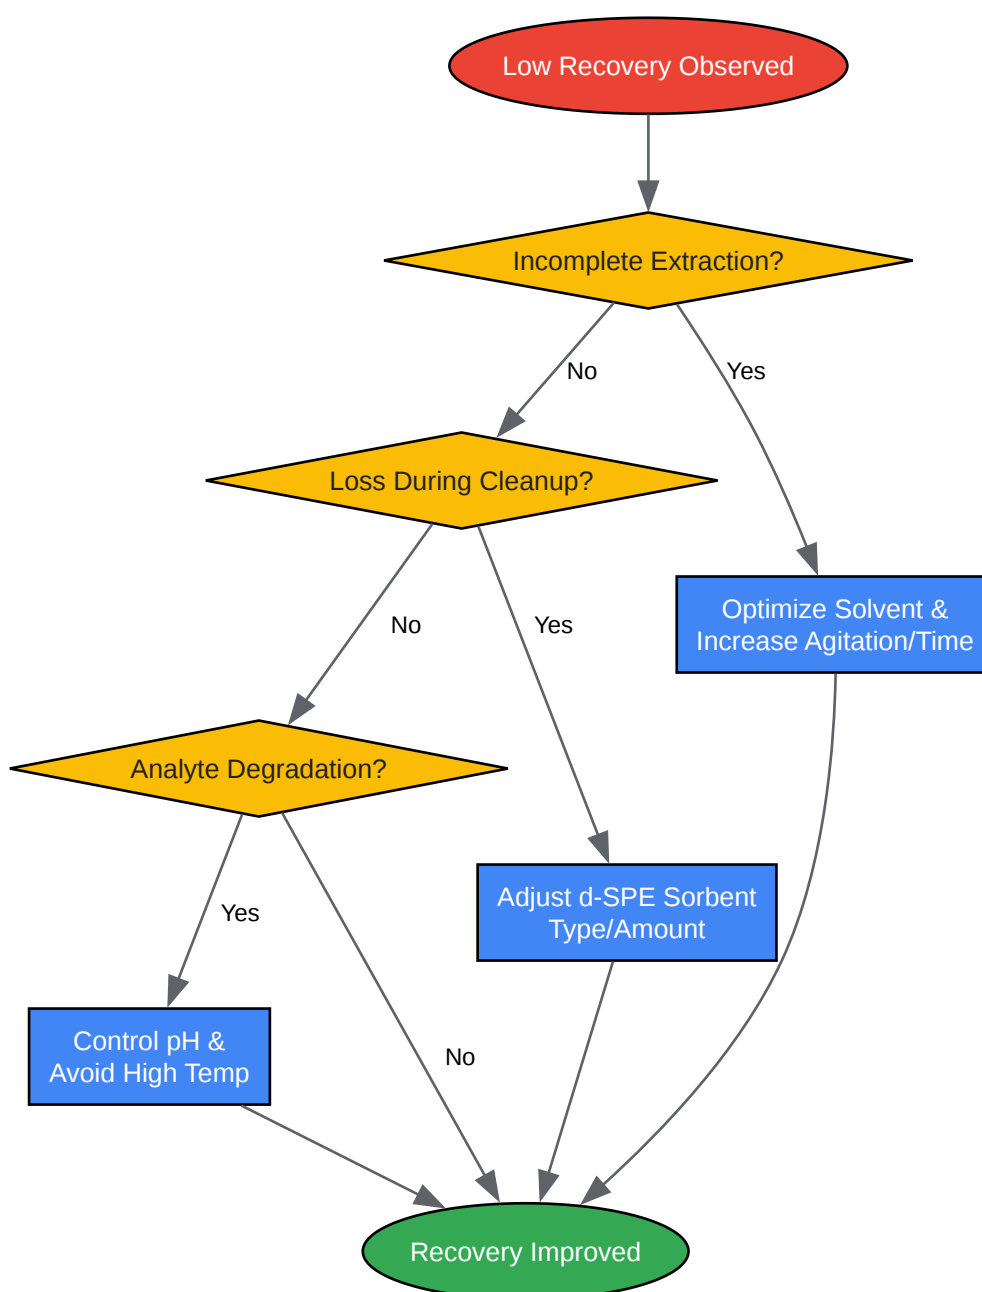 Low Recovery Observed
Incomplete Extraction?
No
Yes
Loss During Cleanup?
No
Yes
Optimize Solvent &
Increase Agitation/Time
Analyte Degradation?
Yes
Adjust d-SPE Sorbent
Type/Amount
Control pH &
Avoid High Temp
No
Recovery Improved